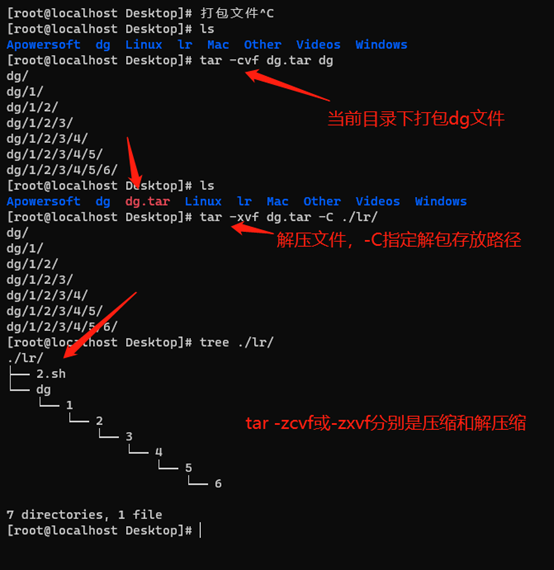 [root@localhost Desktop]# 打包文件^C
[root@localhost Desktop]# ls
Apowersoft  dg  Linux  lr  Mac  Other  Videos  Windows
[root@localhost Desktop]# tar -cvf dg.tar dg
dg/
dg/1/
dg/1/2/
当前目录下打包dg文件
dg/1/2/3/
dg/1/2/3/4/
dg/1/2/3/4/5/
dg/1/2/3/4/5/6/
[root@localhost Desktop]# ls
Apowersoft  dg  dg.tar  Linux  lr  Mac  Other  Videos  Windows
[root@localhost Desktop]# tar -xvf dg.tar -C ./lr/
dg/
解压文件，-C指定解包存放路径
dg/1/
dg/1/2/
dg/1/2/3/
dg/1/2/3/4/
dg/1/2/3/4/5/
dg/1/2/3/4/5/6/
[root@localhost Desktop]# tree ./lr/
./lr/
├── 2.sh
└── dg
    └── 1
        └── 2
            └── 3
                └── 4
                    └── 5
                        └── 6
tar -zcvf或-zxvf分别是压缩和解压缩
7 directories, 1 file
[root@localhost Desktop]#